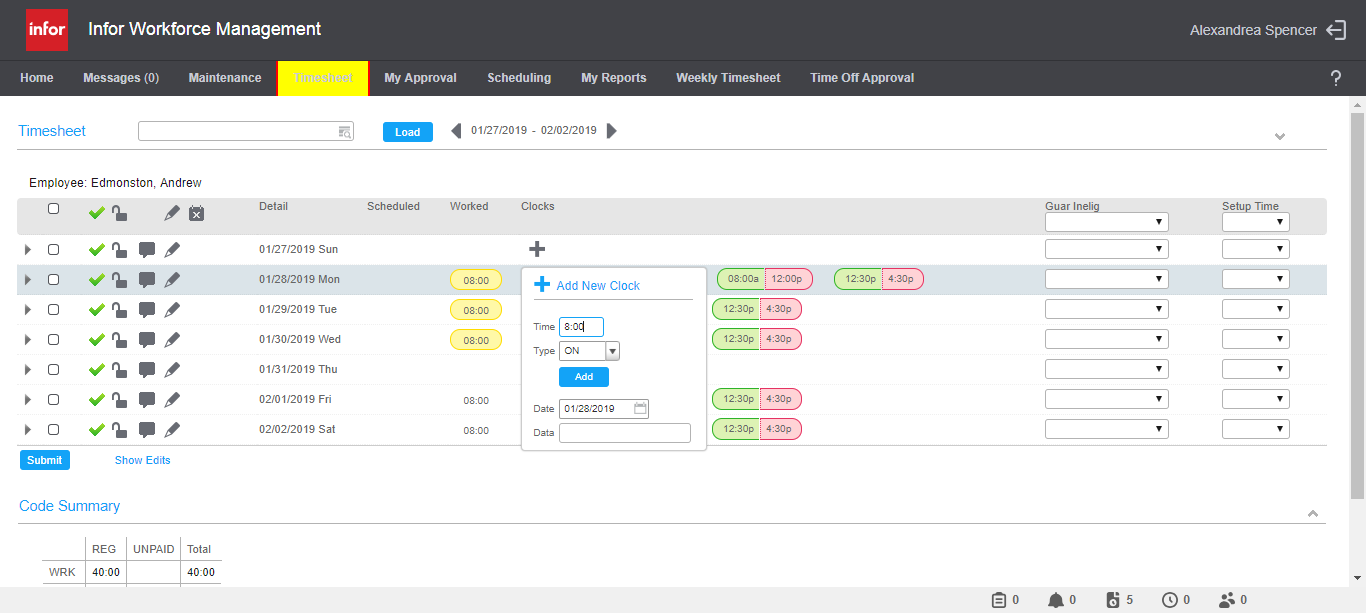 infor Infor Workforce Management Alexandrea Spencer
Home Messages (0) Maintenance Timesheet My Approval Scheduling My Reports Weekly Timesheet Time Off Approval ?
Timesheet Load 01/27/2019 - 02/02/2019
Employee: Edmonston, Andrew
Detail Scheduled Worked Clocks Guar Inelig Setup Time
01/27/2019 Sun
01/28/2019 Mon 08:00 08:00a 12:00p 12:30p 4:30p
01/29/2019 Tue 08:00 12:30p 4:30p
01/30/2019 Wed 08:00 12:30p 4:30p
01/31/2019 Thu
02/01/2019 Fri 08:00 12:30p 4:30p
02/02/2019 Sat 08:00 12:30p 4:30p
Add New Clock
Time 8:00
Type ON
Add
Date 01/28/2019
Data
Submit Show Edits
Code Summary
REG UNPAID Total
WRK 40:00 40:00
0 0 5 0 0